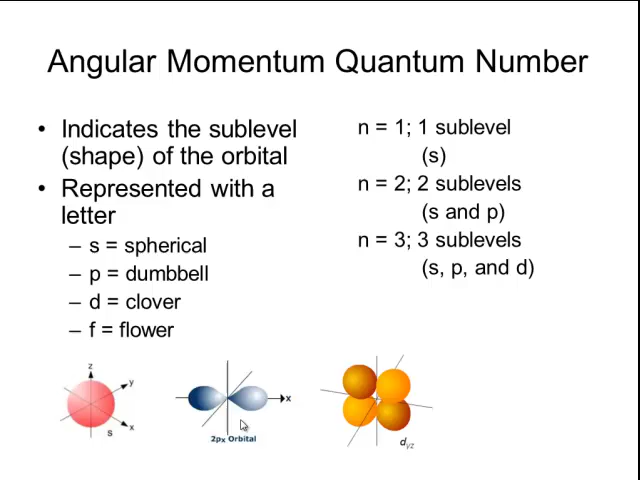 Angular Momentum Quantum Number
• Indicates the sublevel
(shape) of the orbital
• Represented with a
letter
– s = spherical
– p = dumbbell
– d = clover
– f = flower
n = 1; 1 sublevel
(s)
n = 2; 2 sublevels
(s and p)
n = 3; 3 sublevels
(s, p, and d)
z
y
x
s
x
2px Orbital
dyz